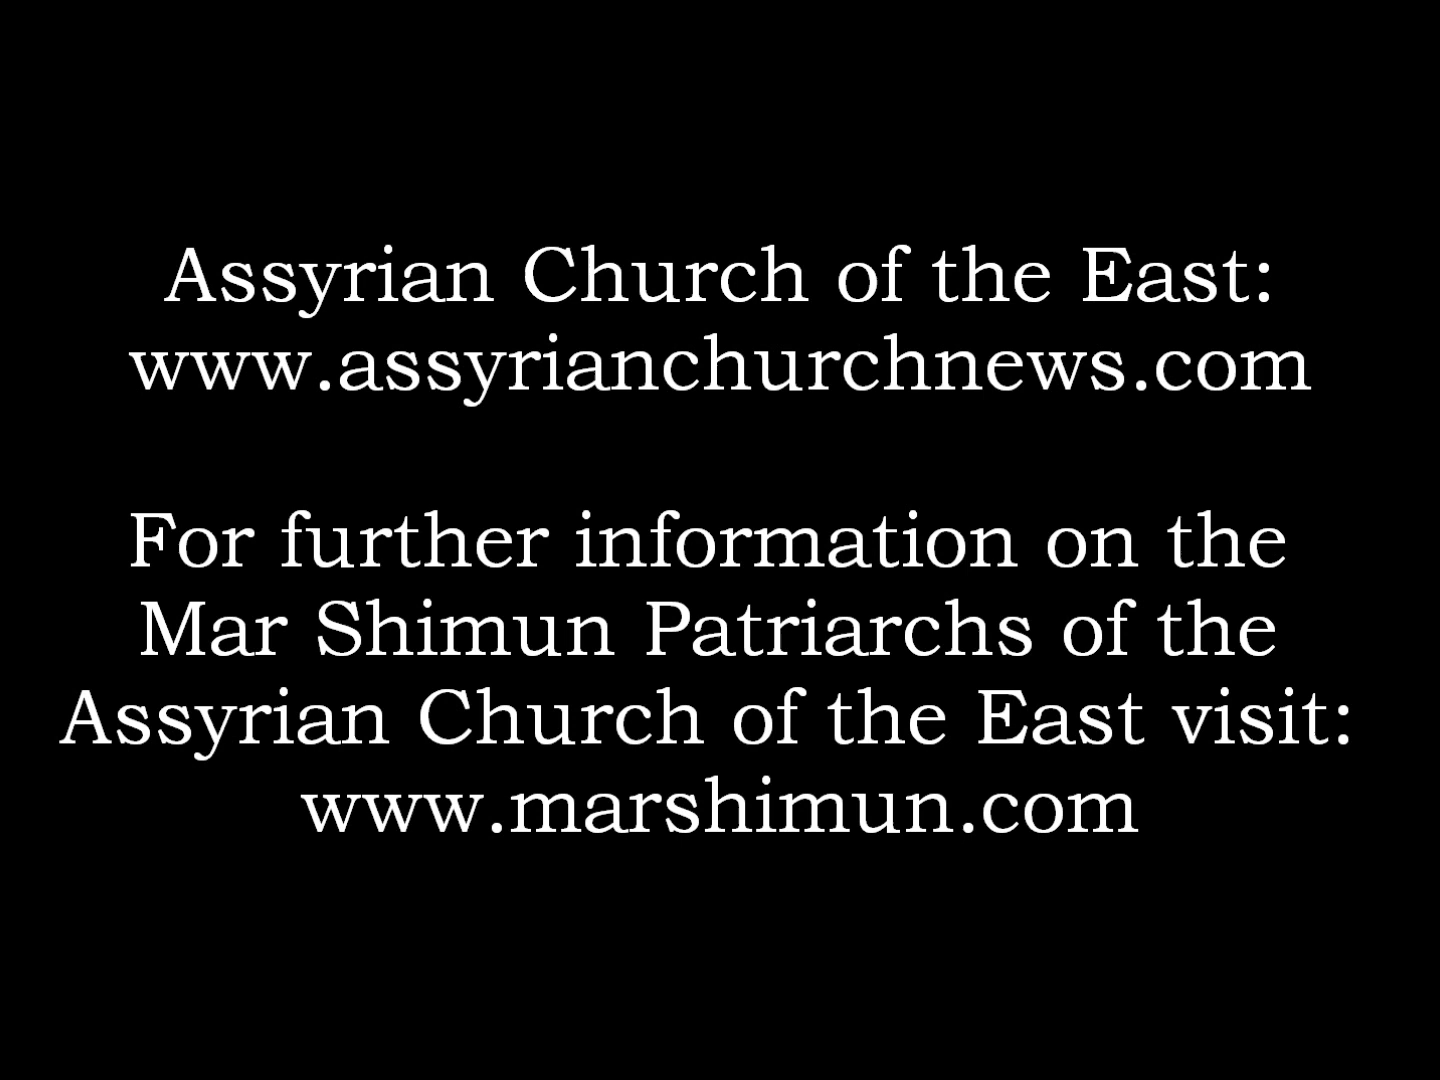 Assyrian Church of the East:
www.assyrianchurchnews.com
For further information on the
Mar Shimun Patriarchs of the
Assyrian Church of the East visit:
www.marshimun.com